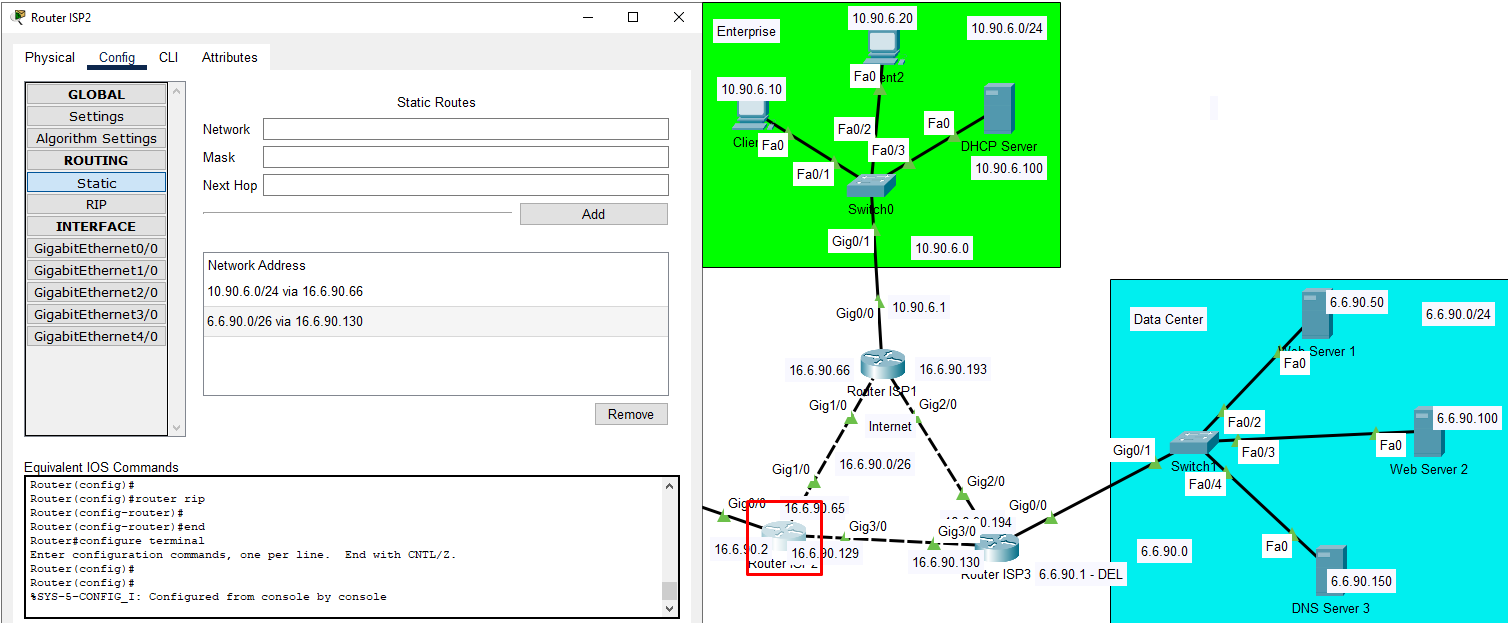 Router ISP2
Physical
Config
CLI
Attributes
GLOBAL
Settings
Algorithm Settings
ROUTING
Static
RIP
INTERFACE
GigabitEthernet0/0
GigabitEthernet1/0
GigabitEthernet2/0
GigabitEthernet3/0
GigabitEthernet4/0
Static Routes
Network
Mask
Next Hop
Add
Network Address
10.90.6.0/24 via 16.6.90.66
6.6.90.0/26 via 16.6.90.130
Remove
Equivalent IOS Commands
Router(config)#
Router(config)#router rip
Router(config-router)#
Router(config-router)#end
Router#configure terminal
Enter configuration commands, one per line. End with CNTL/Z.
Router(config)#
Router(config)#
%SYS-5-CONFIG_I: Configured from console by console
Enterprise
10.90.6.20
10.90.6.0/24
Fa0
ent2
10.90.6.10
Clie
Fa0
Fa0/2
Fa0
Fa0/3
DHCP Server
10.90.6.100
Fa0/1
Switch0
Gig0/1
10.90.6.0
Gig0/0
10.90.6.1
16.6.90.66
16.6.90.193
Router ISP1
Gig1/0
Gig2/0
Internet
16.6.90.0/26
Gig1/0
Gig2/0
Gig0/0
16.6.90.65
Gig3/0
Gig3/0
Gig0/0
16.6.90.2
16.6.90.129
16.6.90.130
Router ISP2
Router ISP3
6.6.90.1 - DEL
Data Center
6.6.90.50
6.6.90.0/24
Web Server 1
Fa0
Fa0/2
6.6.90.100
Gig0/1
Switch1
Fa0/3
Fa0
Web Server 2
Fa0/4
Fa0
6.6.90.0
6.6.90.150
DNS Server 3